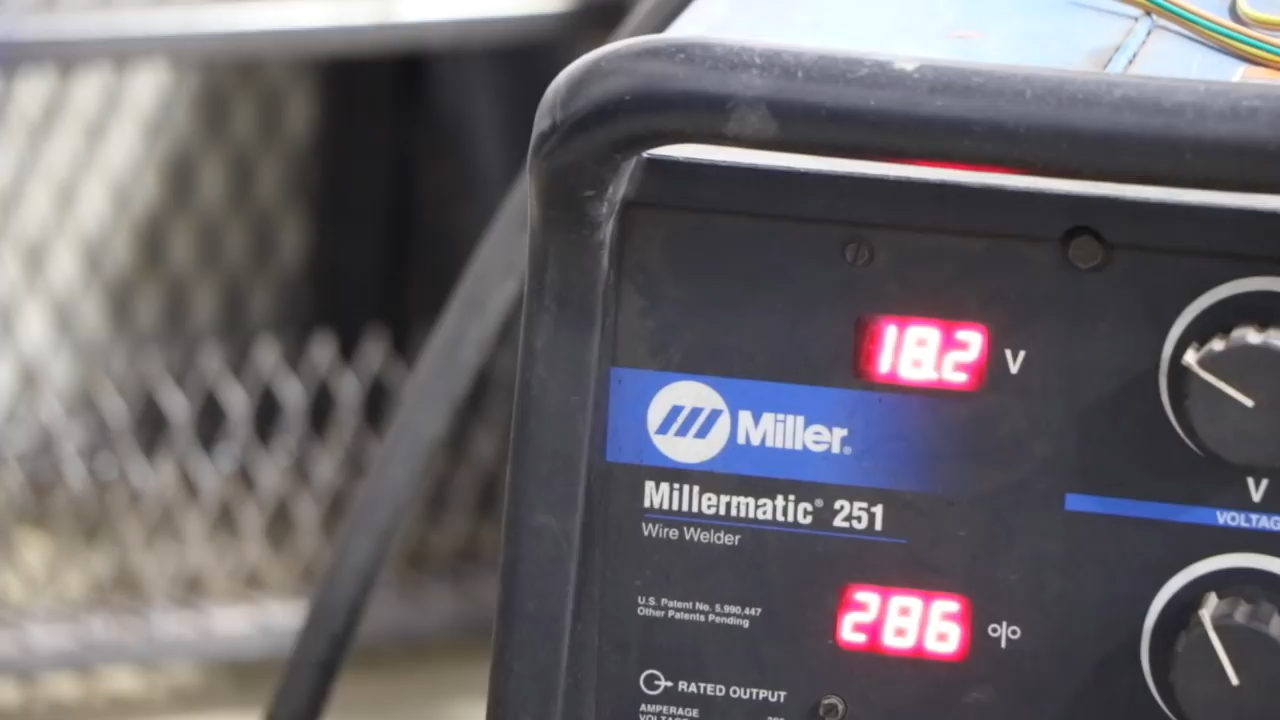 18.2 V
Miller®
Millermatic® 251
Wire Welder
V
VOLTAG
286
U.S. Patent No. 5,990,447
Other Patents Pending
RATED OUTPUT
AMPERAGE
VOLTAGE